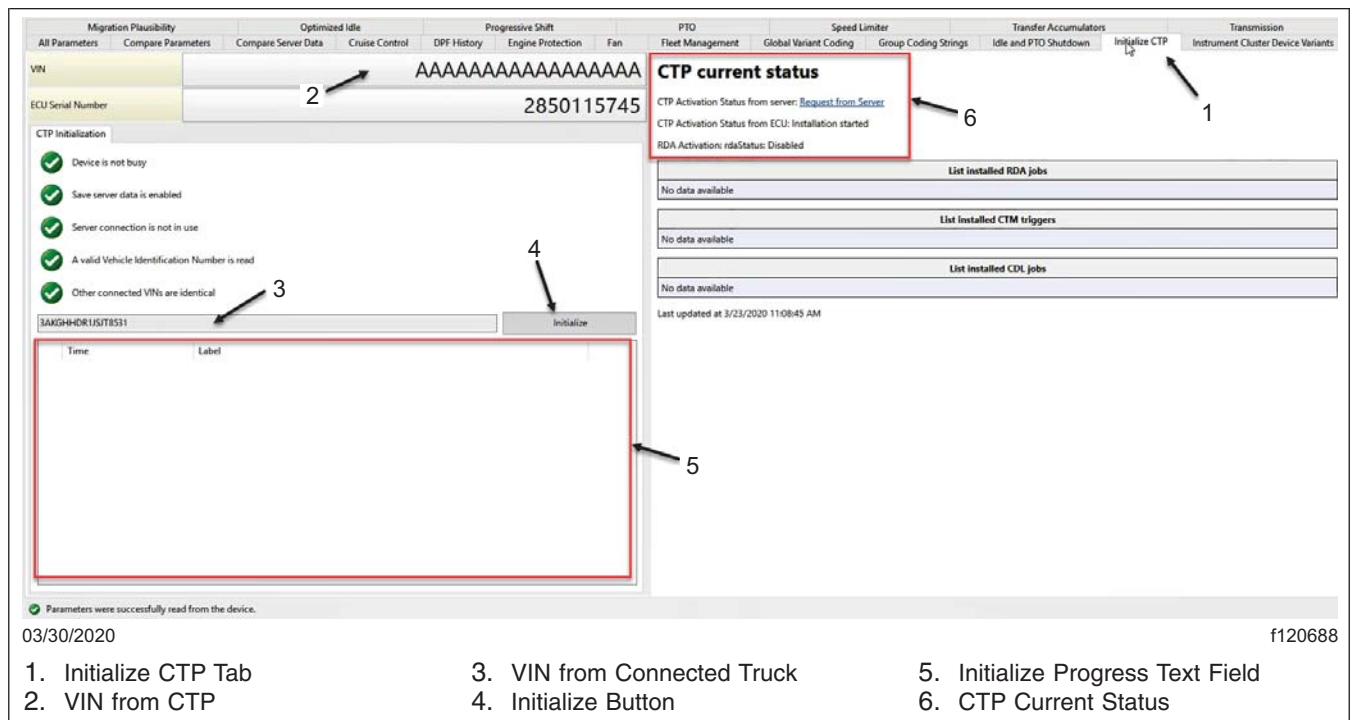 Migration Plausibility Optimized Idle Progressive Shift PTO Speed Limiter Transfer Accumulators Transmission
All Parameters Compare Parameters Compare Server Data Cruise Control DPF History Engine Protection Fan Fleet Management Global Variant Coding Group Coding Strings Idle and PTO Shutdown Initialize CTP Instrument Cluster Device Variants
VIN AAAAAAAAAAAAAAAAA
2
ECU Serial Number 2850115745
CTP Initialization
Device is not busy
Save server data is enabled
Server connection is not in use
A valid Vehicle Identification Number is read
Other connected VINs are identical
3
4
3AKGHHDR1JSJT8531 Initialize
Time Label
5
CTP current status
CTP Activation Status from server: Request from Server
CTP Activation Status from ECU: Installation started
RDA Activation: rdaStatus: Disabled
6
1
List installed RDA jobs
No data available
List installed CTM triggers
No data available
List installed CDL jobs
No data available
Last updated at 3/23/2020 11:08:45 AM
Parameters were successfully read from the device.
03/30/2020 f120688
1. Initialize CTP Tab
2. VIN from CTP
3. VIN from Connected Truck
4. Initialize Button
5. Initialize Progress Text Field
6. CTP Current Status